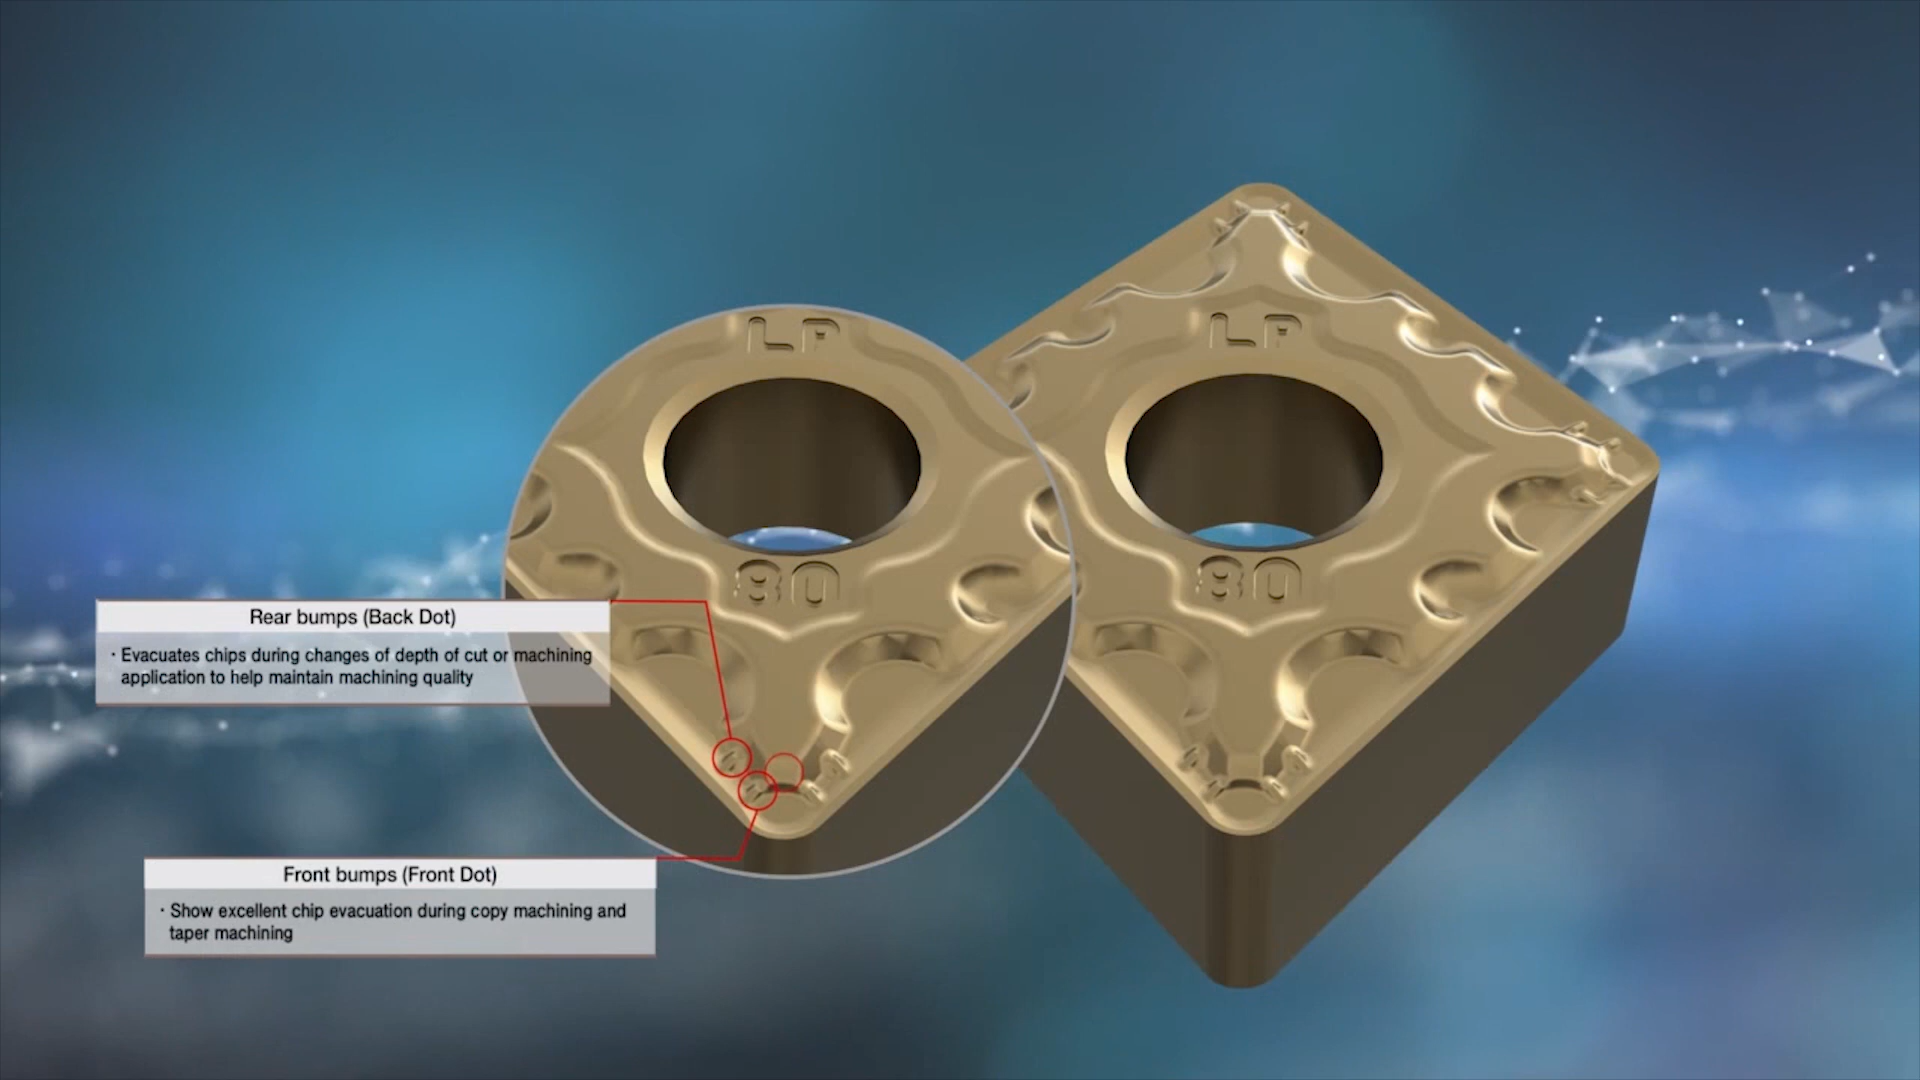 LP
LP
80
80
Rear bumps (Back Dot)
· Evacuates chips during changes of depth of cut or machining
application to help maintain machining quality
Front bumps (Front Dot)
· Show excellent chip evacuation during copy machining and
taper machining